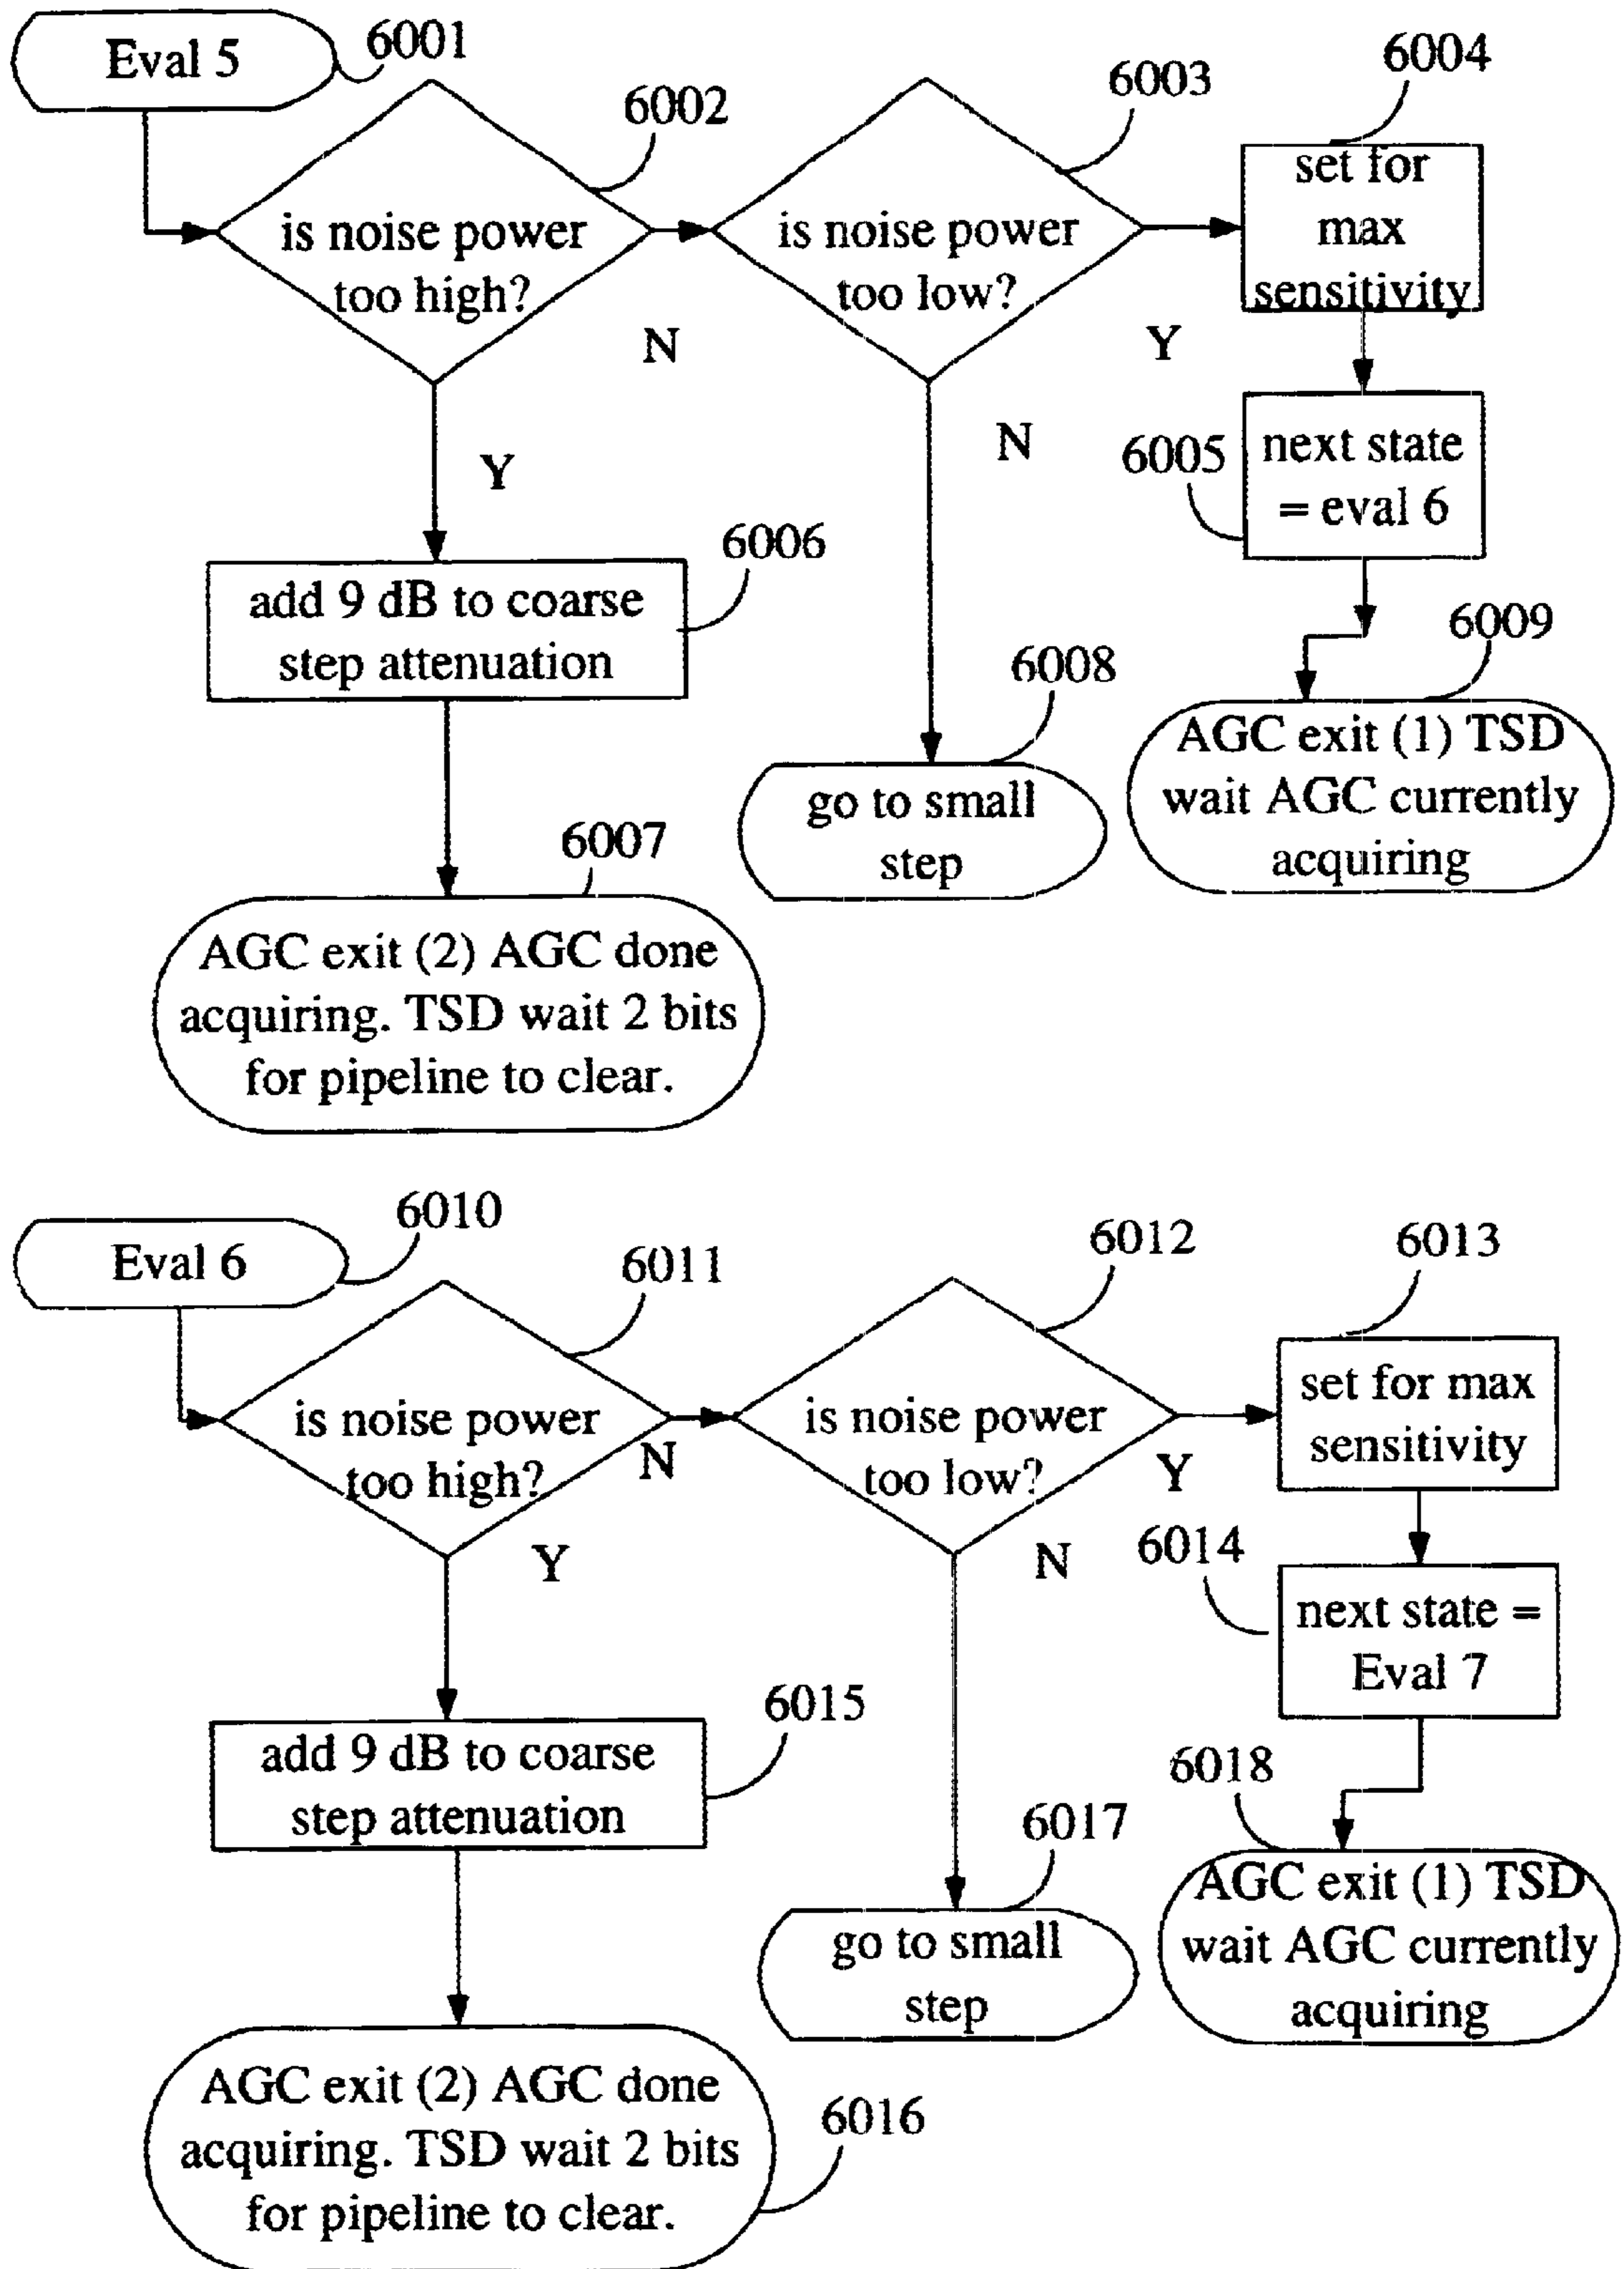 Eval 5
6001
6002
6003
6004
is noise power
too high?
is noise power
too low?
set for
max
sensitivity
N
Y
Y
N
6005
next state
= eval 6
6006
add 9 dB to coarse
step attenuation
6008
go to small
step
6009
AGC exit (1) TSD
wait AGC currently
acquiring
6007
AGC exit (2) AGC done
acquiring. TSD wait 2 bits
for pipeline to clear.
Eval 6
6010
6011
6012
6013
is noise power
too high?
is noise power
too low?
set for max
sensitivity
N
Y
Y
N
6014
next state =
Eval 7
6015
add 9 dB to coarse
step attenuation
6017
go to small
step
6018
AGC exit (1) TSD
wait AGC currently
acquiring
AGC exit (2) AGC done
acquiring. TSD wait 2 bits
for pipeline to clear.
6016